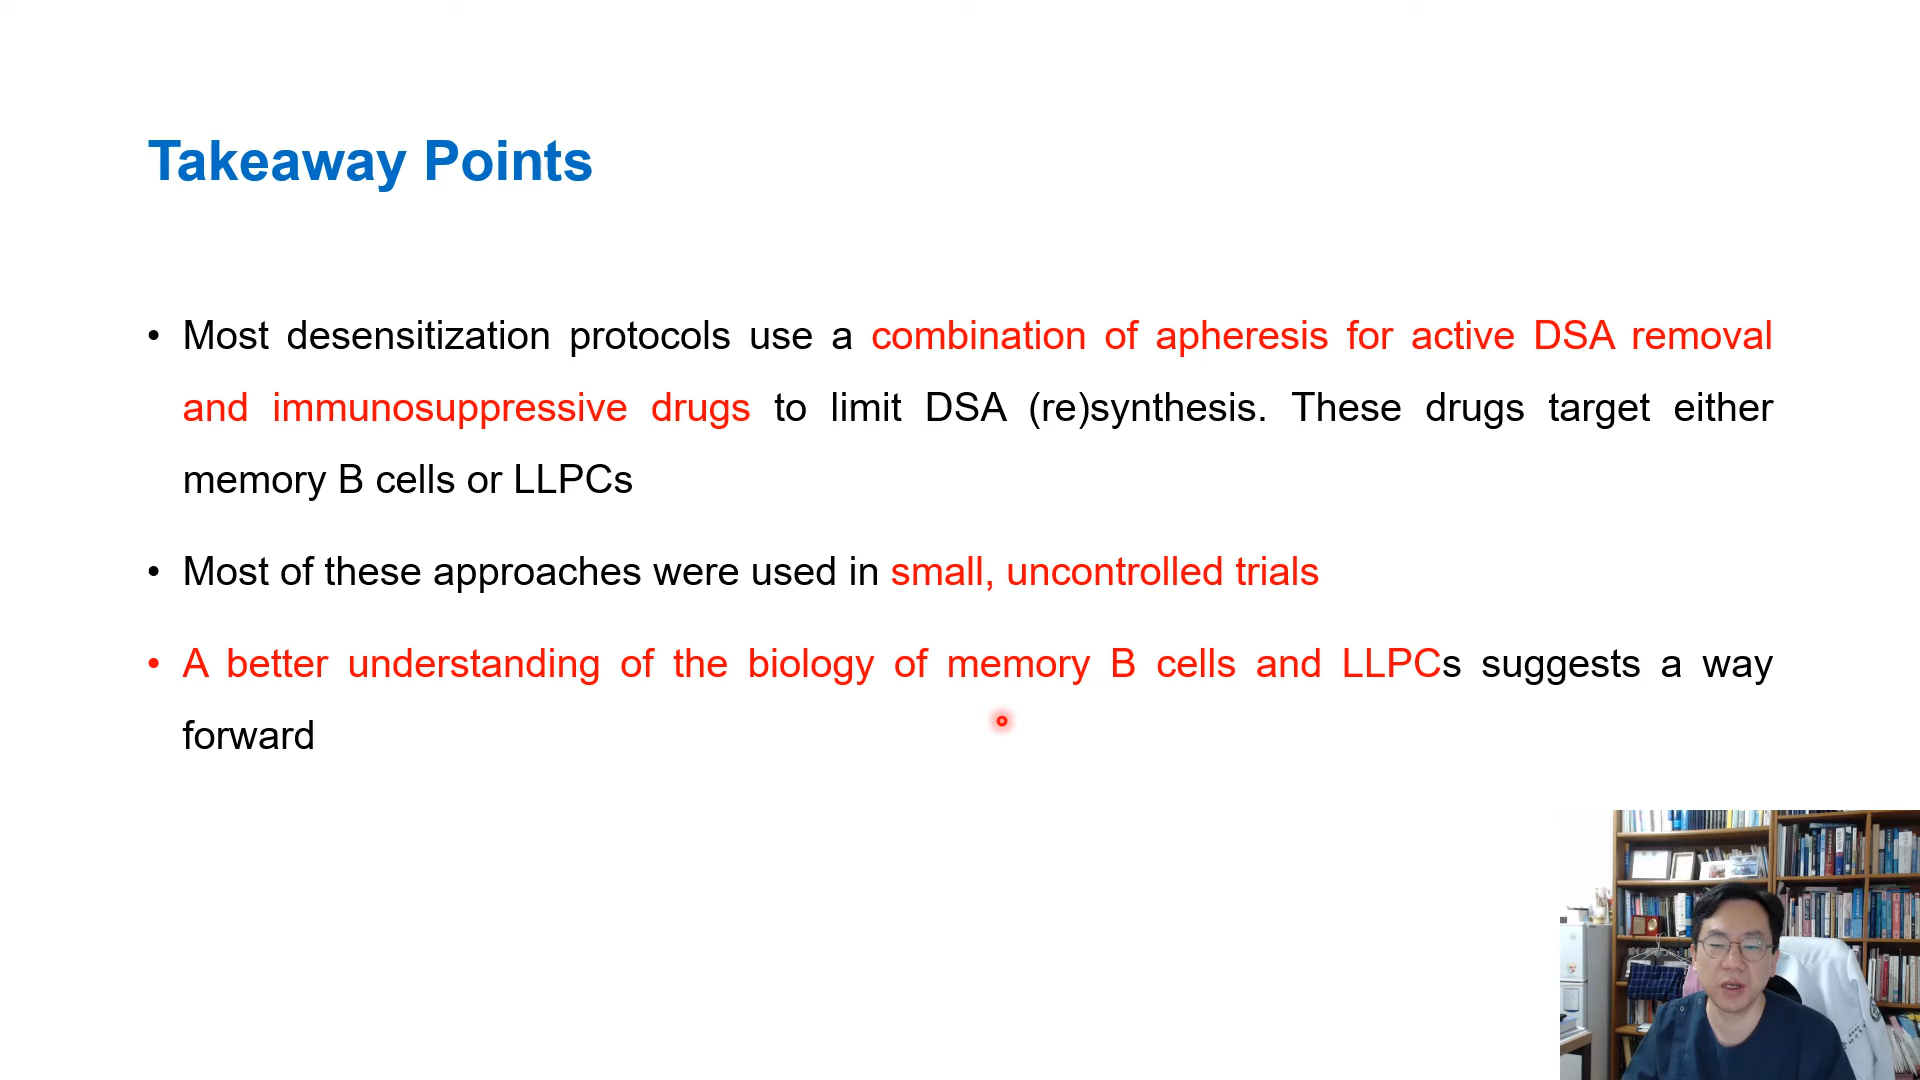 Takeaway Points
• Most desensitization protocols use a combination of apheresis for active DSA removal
and immunosuppressive drugs to limit DSA (re)synthesis. These drugs target either
memory B cells or LLPCs
• Most of these approaches were used in small, uncontrolled trials
• A better understanding of the biology of memory B cells and LLPCs suggests a way
forward